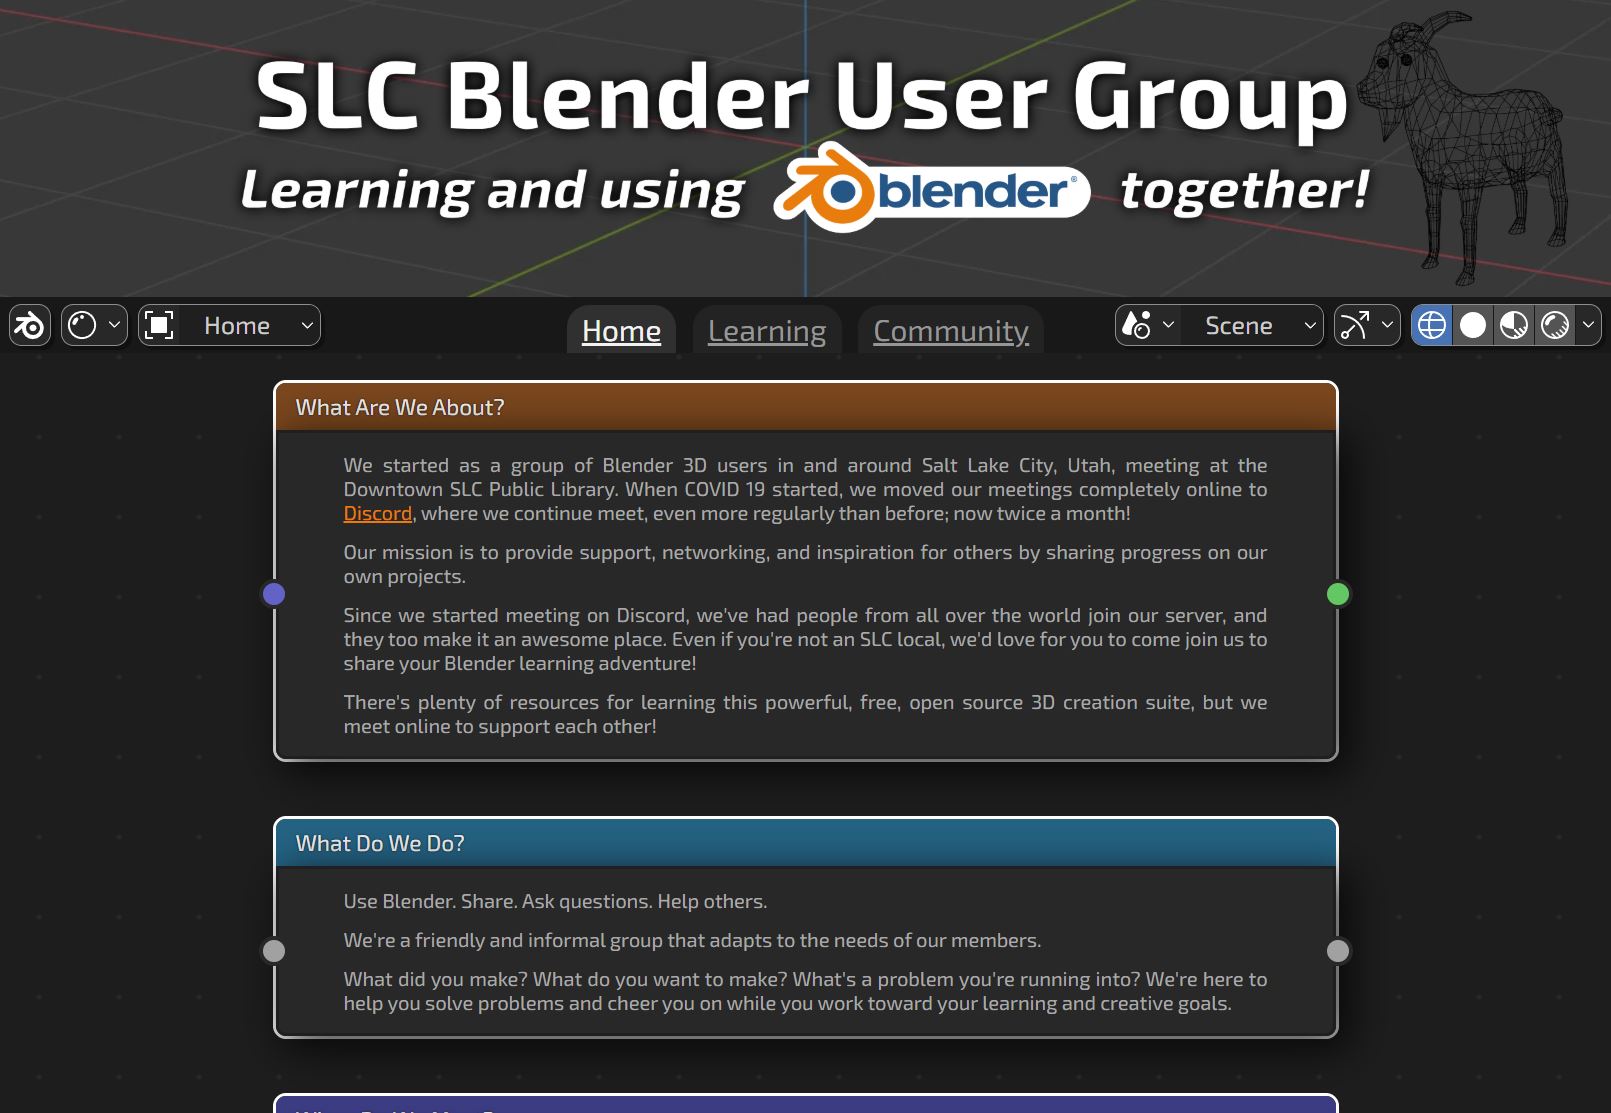 SLC Blender User Group
Learning and using blender® together!
Home Home Learning Community Scene
What Are We About?
We started as a group of Blender 3D users in and around Salt Lake City, Utah, meeting at the
Downtown SLC Public Library. When COVID 19 started, we moved our meetings completely online to
Discord, where we continue meet, even more regularly than before; now twice a month!
Our mission is to provide support, networking, and inspiration for others by sharing progress on our
own projects.
Since we started meeting on Discord, we've had people from all over the world join our server, and
they too make it an awesome place. Even if you're not an SLC local, we'd love for you to come join us to
share your Blender learning adventure!
There's plenty of resources for learning this powerful, free, open source 3D creation suite, but we
meet online to support each other!
What Do We Do?
Use Blender. Share. Ask questions. Help others.
We're a friendly and informal group that adapts to the needs of our members.
What did you make? What do you want to make? What's a problem you're running into? We're here to
help you solve problems and cheer you on while you work toward your learning and creative goals.